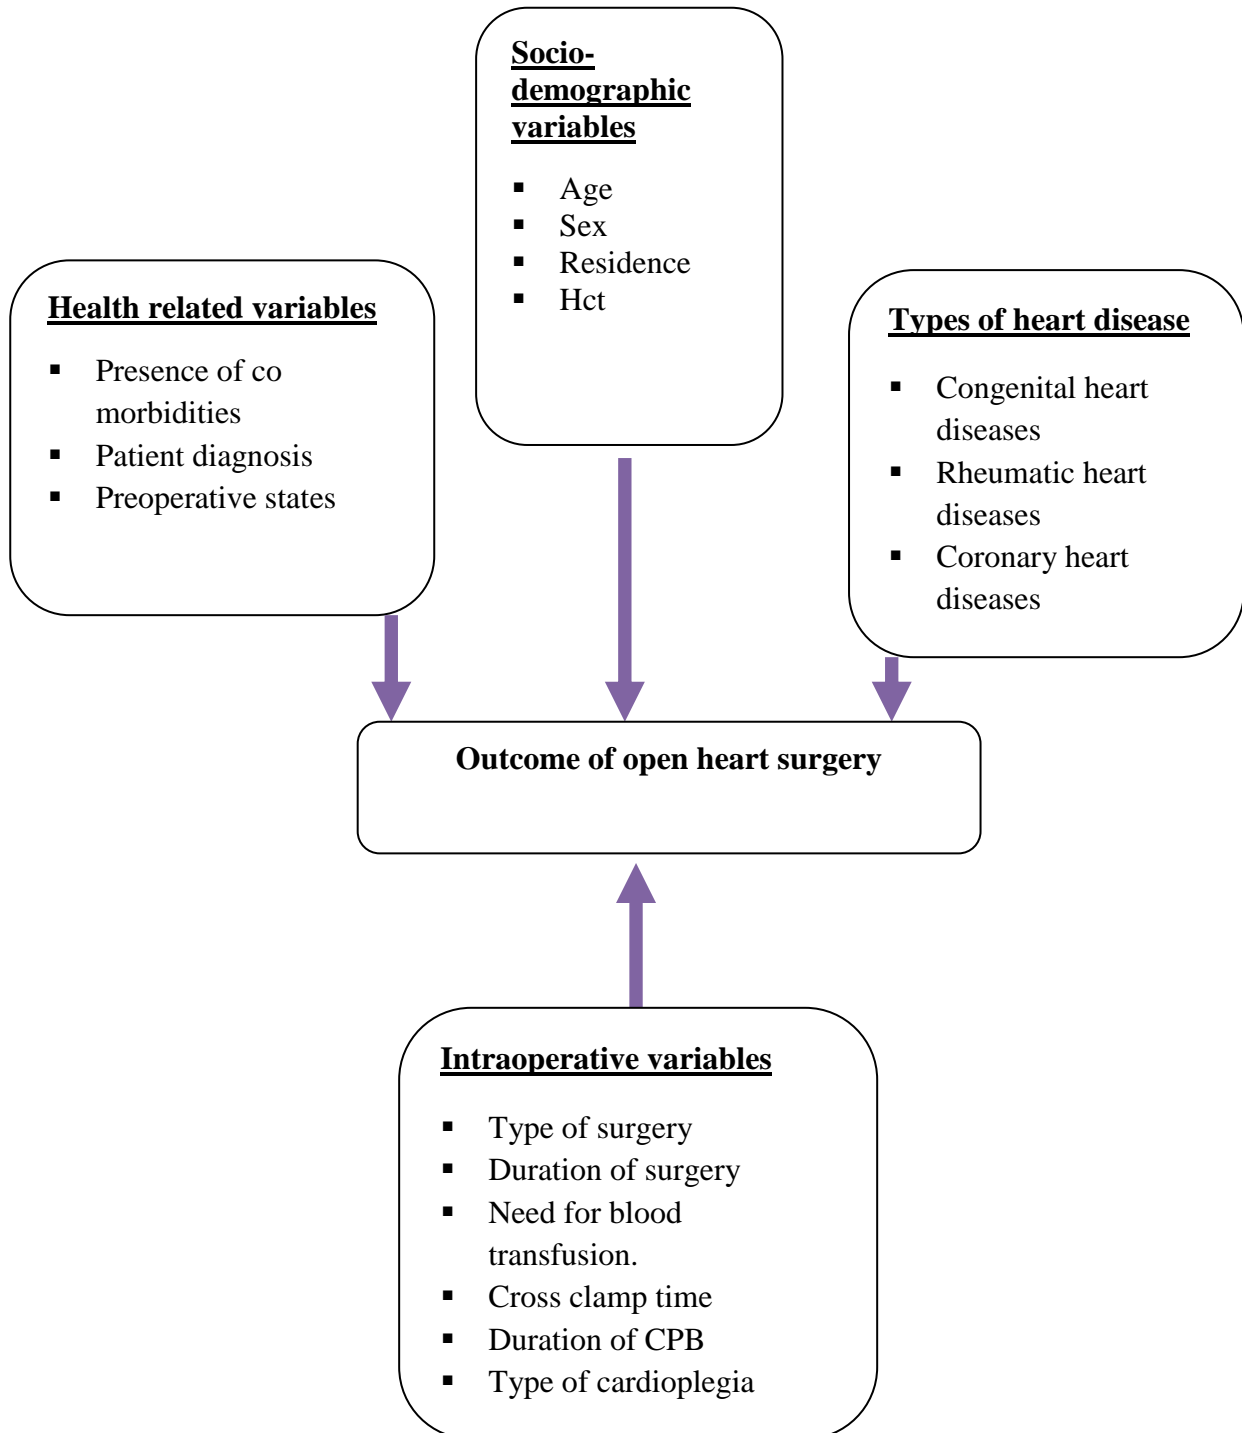 Socio-
demographic
variables
▪ Age
▪ Sex
▪ Residence
▪ Hct
Health related variables
▪ Presence of co
morbidities
▪ Patient diagnosis
▪ Preoperative states
Types of heart disease
▪ Congenital heart
diseases
▪ Rheumatic heart
diseases
▪ Coronary heart
diseases
Outcome of open heart surgery
Intraoperative variables
▪ Type of surgery
▪ Duration of surgery
▪ Need for blood
transfusion.
▪ Cross clamp time
▪ Duration of CPB
▪ Type of cardioplegia